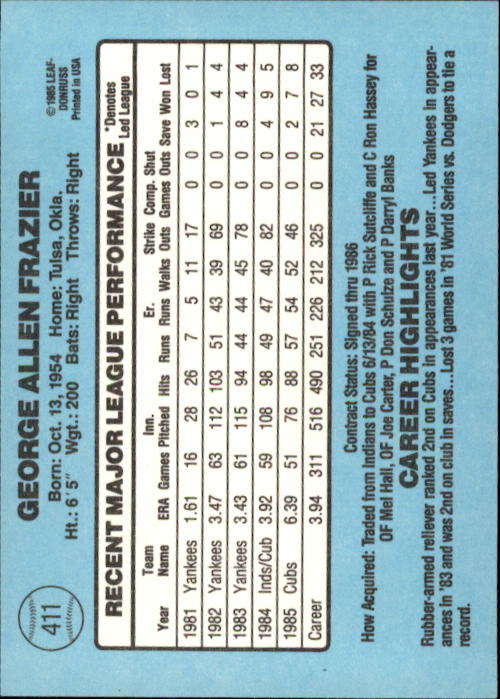 411
GEORGE ALLEN FRAZIER
©1985 LEAF-
DONRUSS
Printed in USA
Born: Oct. 13, 1954 Home: Tulsa, Okla.
Ht.: 6'5" Wgt.: 200 Bats: Right Throws: Right
RECENT MAJOR LEAGUE PERFORMANCE *Denotes
Led League
Team Inn. Er. Strike Comp. Shut
Year Name ERA Games Pitched Hits Runs Runs Walks Outs Games Outs Save Won Lost
1981 Yankees 1.61 16 28 26 7 5 11 17 0 0 3 0 1
1982 Yankees 3.47 63 112 103 51 43 39 69 0 0 1 4 4
1983 Yankees 3.43 61 115 94 44 44 45 78 0 0 8 4 4
1984 Inds/Cub 3.92 59 108 98 49 47 40 82 0 0 4 9 5
1985 Cubs 6.39 51 76 88 57 54 52 46 0 0 2 7 8
Career 3.94 311 516 490 251 226 212 325 0 0 21 27 33
Contract Status: Signed thru 1986
How Acquired: Traded from Indians to Cubs 6/13/84 with P Rick Sutcliffe and C Ron Hassey for
OF Mel Hall, OF Joe Carter, P Don Schulze and P Darryl Banks
CAREER HIGHLIGHTS
Rubber-armed reliever ranked 2nd on Cubs in appearances last year...Led Yankees in appear-
ances in '83 and was 2nd on club in saves...Lost 3 games in '81 World Series vs. Dodgers to tie a
record.